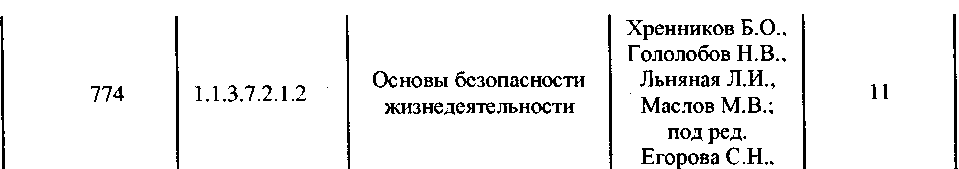 774
1.1.3.7.2.1.2
Основы безопасности
жизнедеятельности
Хренников Б.О.,
Гололобов Н.В.,
Льняная Л.И.,
Маслов М.В.;
под ред.
Егорова С.Н.,
11